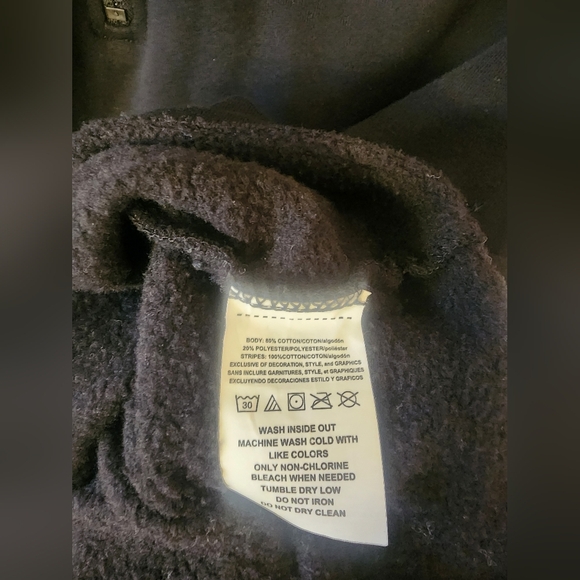 BODY: 80% COTTON/COTON/algodón
20% POLYESTER/POLYESTER/poliéster
STRIPES: 100%COTTON/COTON/algodón
EXCLUSIVE OF DECORATION, STYLE, and GRAPHICS
SANS INCLURE GARNITURES, STYLE, et GRAPHIQUES
EXCLUYENDO DECORACIONES ESTILO Y GRAFICOS
30
WASH INSIDE OUT
MACHINE WASH COLD WITH
LIKE COLORS
ONLY NON-CHLORINE
BLEACH WHEN NEEDED
TUMBLE DRY LOW
DO NOT IRON
DO NOT DRY CLEAN